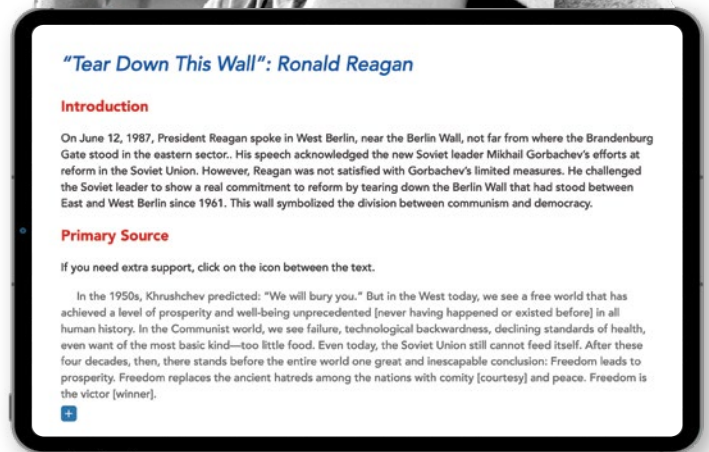 “Tear Down This Wall”: Ronald Reagan
Introduction
On June 12, 1987, President Reagan spoke in West Berlin, near the Berlin Wall, not far from where the Brandenburg
Gate stood in the eastern sector.. His speech acknowledged the new Soviet leader Mikhail Gorbachev’s efforts at
reform in the Soviet Union. However, Reagan was not satisfied with Gorbachev’s limited measures. He challenged
the Soviet leader to show a real commitment to reform by tearing down the Berlin Wall that had stood between
East and West Berlin since 1961. This wall symbolized the division between communism and democracy.
Primary Source
If you need extra support, click on the icon between the text.
In the 1950s, Khrushchev predicted: “We will bury you.” But in the West today, we see a free world that has
achieved a level of prosperity and well-being unprecedented [never having happened or existed before] in all
human history. In the Communist world, we see failure, technological backwardness, declining standards of health,
even want of the most basic kind—too little food. Even today, the Soviet Union still cannot feed itself. After these
four decades, then, there stands before the entire world one great and inescapable conclusion: Freedom leads to
prosperity. Freedom replaces the ancient hatreds among the nations with comity [courtesy] and peace. Freedom is
the victor [winner].
+